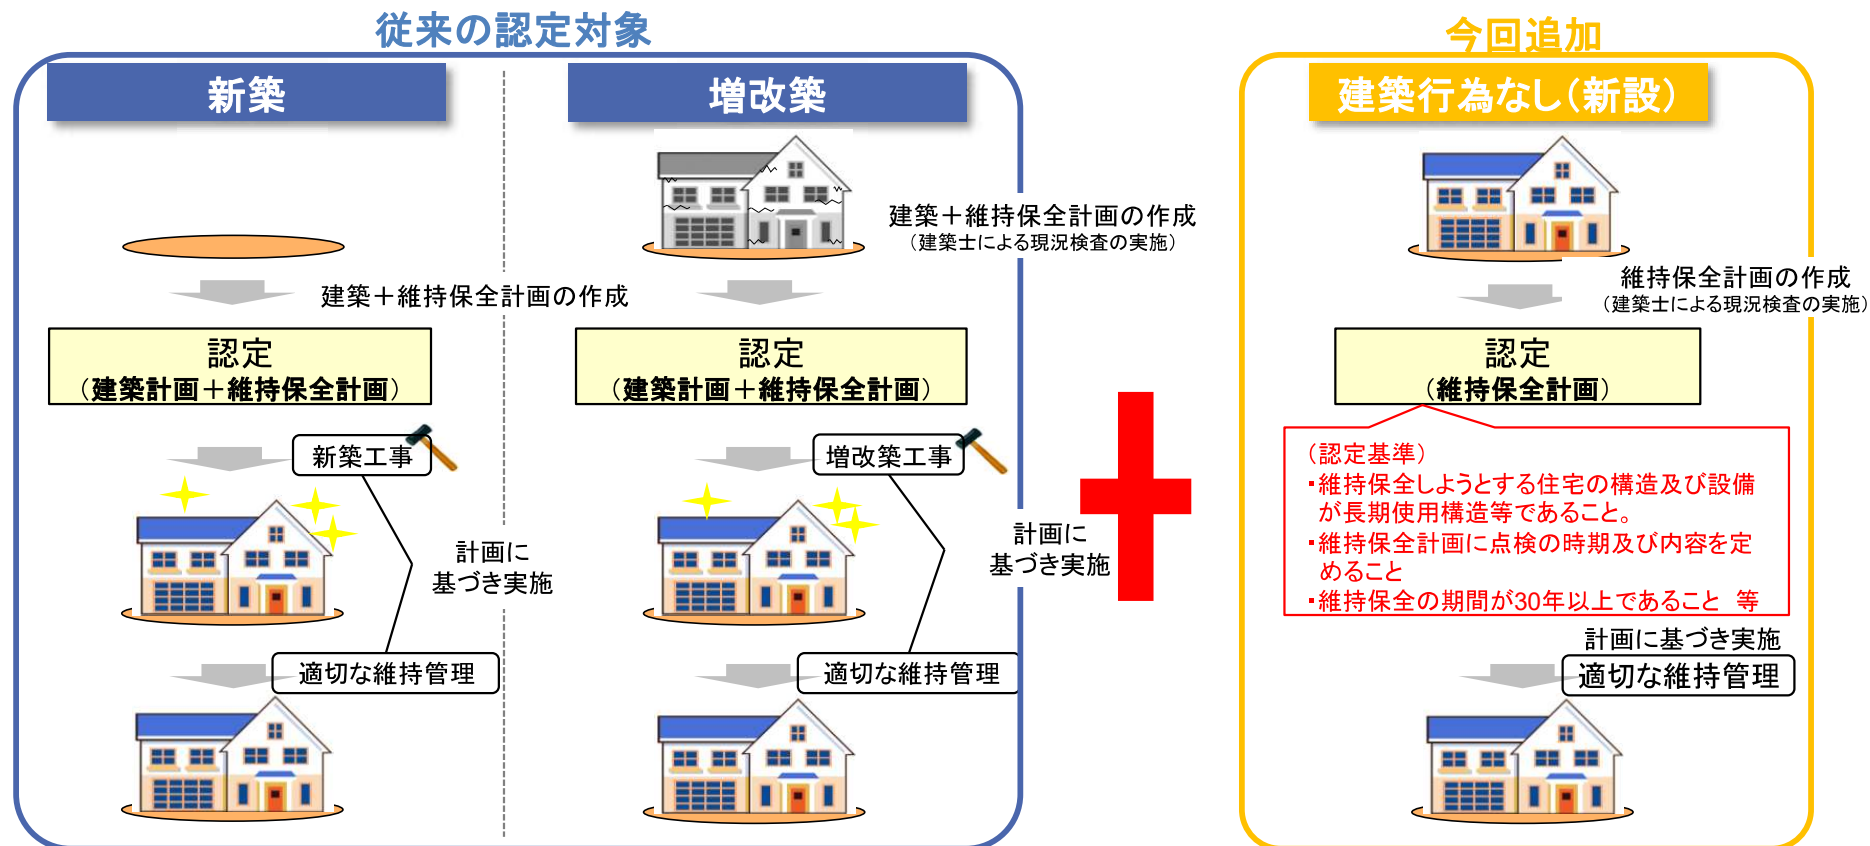 従来の認定対象
新築
建築＋維持保全計画の作成
認定
（建築計画＋維持保全計画）
新築工事
計画に
基づき実施
適切な維持管理
増改築
建築＋維持保全計画の作成
（建築士による現況検査の実施）
認定
（建築計画＋維持保全計画）
増改築工事
計画に
基づき実施
適切な維持管理
今回追加
建築行為なし（新設）
維持保全計画の作成
（建築士による現況検査の実施）
認定
（維持保全計画）
（認定基準）
・維持保全しようとする住宅の構造及び設備
が長期使用構造等であること。
・維持保全計画に点検の時期及び内容を定
めること
・維持保全の期間が30年以上であること　等
計画に基づき実施
適切な維持管理